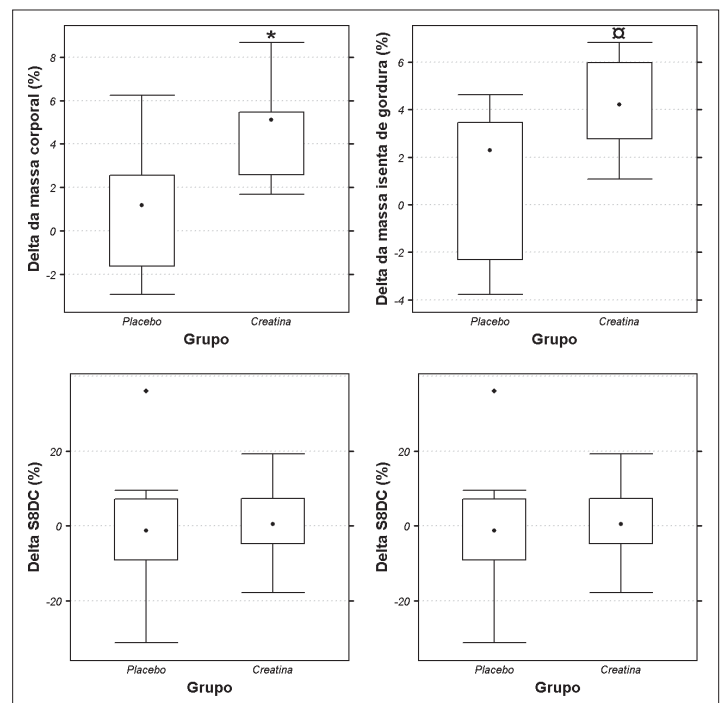 *
Delta da massa corporal (%)
8
6
4
2
0
-2
Placebo
Creatina
Grupo
¤
Delta da massa isenta de gordura (%)
6
4
2
0
-2
-4
Placebo
Creatina
Grupo
Delta S8DC (%)
20
0
-20
Placebo
Creatina
Grupo
Delta S8DC (%)
20
0
-20
Placebo
Creatina
Grupo